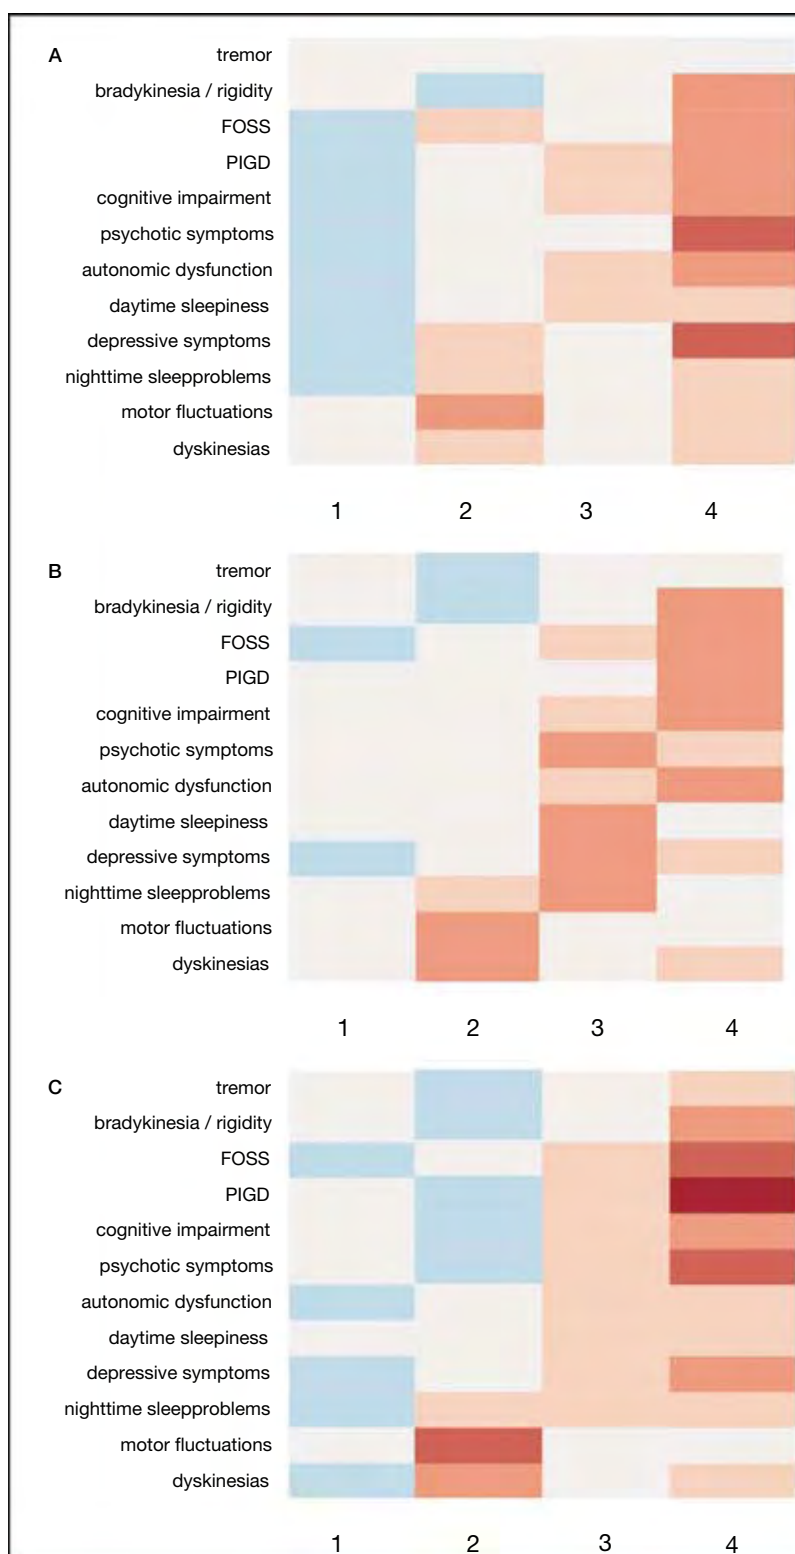 A tremor
bradykinesia / rigidity
FOSS
PIGD
cognitive impairment
psychotic symptoms
autonomic dysfunction
daytime sleepiness
depressive symptoms
nighttime sleepproblems
motor fluctuations
dyskinesias
1 2 3 4
B tremor
bradykinesia / rigidity
FOSS
PIGD
cognitive impairment
psychotic symptoms
autonomic dysfunction
daytime sleepiness
depressive symptoms
nighttime sleepproblems
motor fluctuations
dyskinesias
1 2 3 4
C tremor
bradykinesia / rigidity
FOSS
PIGD
cognitive impairment
psychotic symptoms
autonomic dysfunction
daytime sleepiness
depressive symptoms
nighttime sleepproblems
motor fluctuations
dyskinesias
1 2 3 4